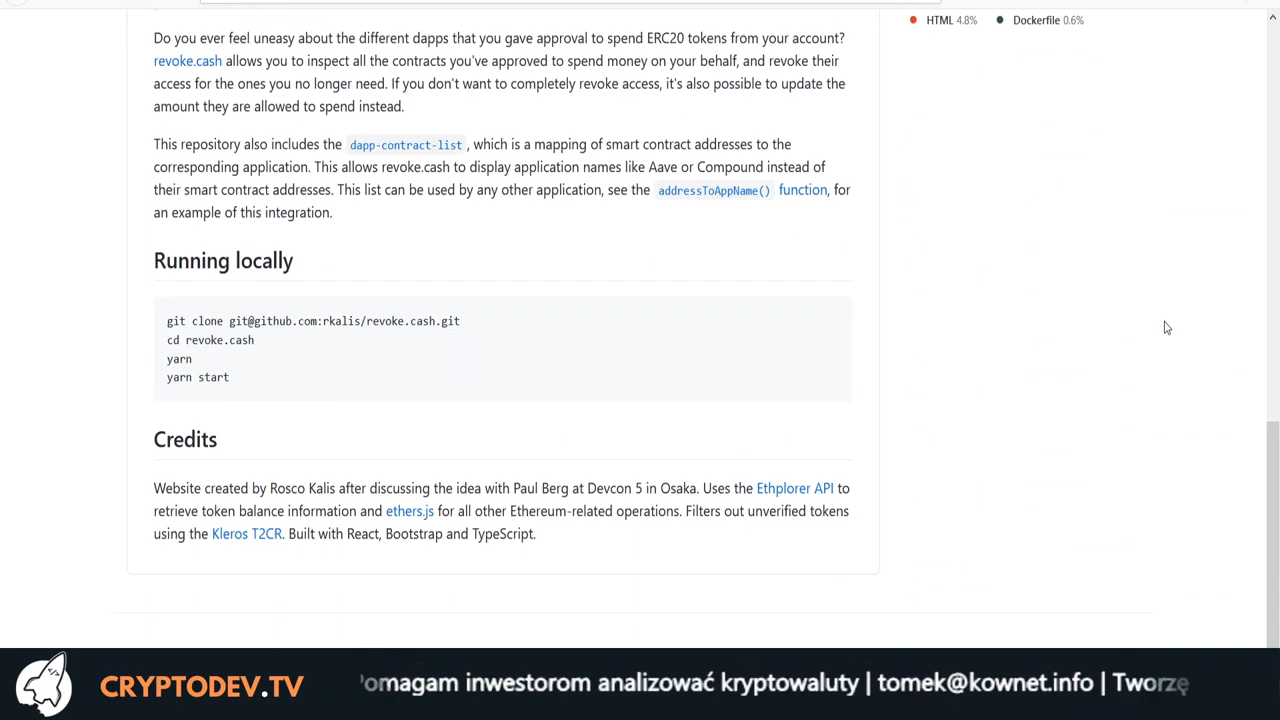 HTML 4.8% Dockerfile 0.6%
Do you ever feel uneasy about the different dapps that you gave approval to spend ERC20 tokens from your account?
revoke.cash allows you to inspect all the contracts you've approved to spend money on your behalf, and revoke their
access for the ones you no longer need. If you don't want to completely revoke access, it's also possible to update the
amount they are allowed to spend instead.
This repository also includes the dapp-contract-list, which is a mapping of smart contract addresses to the
corresponding application. This allows revoke.cash to display application names like Aave or Compound instead of
their smart contract addresses. This list can be used by any other application, see the addressToAppName() function, for
an example of this integration.
Running locally
git clone git@github.com:rkalis/revoke.cash.git
cd revoke.cash
yarn
yarn start
Credits
Website created by Rosco Kalis after discussing the idea with Paul Berg at Devcon 5 in Osaka. Uses the Ethplorer API to
retrieve token balance information and ethers.js for all other Ethereum-related operations. Filters out unverified tokens
using the Kleros T2CR. Built with React, Bootstrap and TypeScript.
CRYPTODEV.TV
Pomagam inwestorom analizować kryptowaluty | tomek@kownet.info | Tworzę